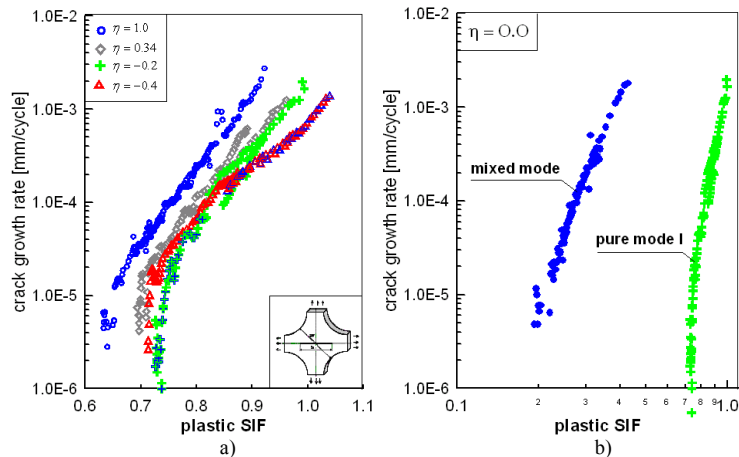 1.0E-2
1.0E-3
1.0E-4
1.0E-5
1.0E-6
crack growth rate [mm/cycle]
η = 1.0
η = 0.34
η = −0.2
η = −0.4
0.6 0.7 0.8 0.9 1.0 1.1
plastic SIF
a)
1.0E-2
1.0E-3
1.0E-4
1.0E-5
1.0E-6
crack growth rate [mm/cycle]
η = O.O
mixed mode
pure mode I
0.1 2 3 4 5 6 7 8 9 1.0
plastic SIF
b)